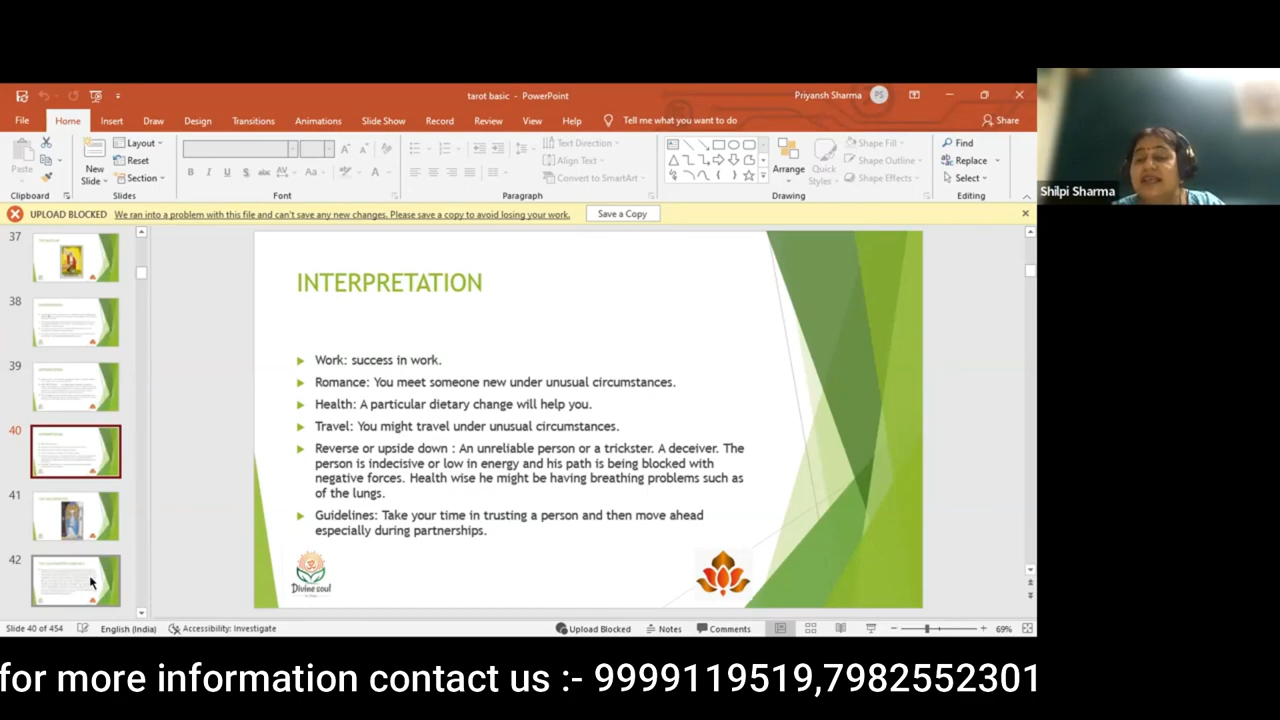 tarot basic - PowerPoint
Priyansh Sharma
PS
File Home Insert Draw Design Transitions Animations Slide Show Record Review View Help Tell me what you want to do Share
Paste
Clipboard
New Slide
Layout
Reset
Section
Slides
B I U S ab AV Aa A
Font
Text Direction
Align Text
Convert to SmartArt
Paragraph
Arrange
Quick Styles
Shape Fill
Shape Outline
Shape Effects
Drawing
Find
Replace
Select
Editing
Shilpi Sharma
UPLOAD BLOCKED We ran into a problem with this file and can't save any new changes. Please save a copy to avoid losing your work. Save a Copy
37
38
39
40
41
42
INTERPRETATION
Work: success in work.
Romance: You meet someone new under unusual circumstances.
Health: A particular dietary change will help you.
Travel: You might travel under unusual circumstances.
Reverse or upside down : An unreliable person or a trickster. A deceiver. The
person is indecisive or low in energy and his path is being blocked with
negative forces. Health wise he might be having breathing problems such as
of the lungs.
Guidelines: Take your time in trusting a person and then move ahead
especially during partnerships.
Divine soul
Slide 40 of 454 English (India) Accessibility: Investigate Upload Blocked Notes Comments 69%
for more information contact us :- 9999119519,7982552301